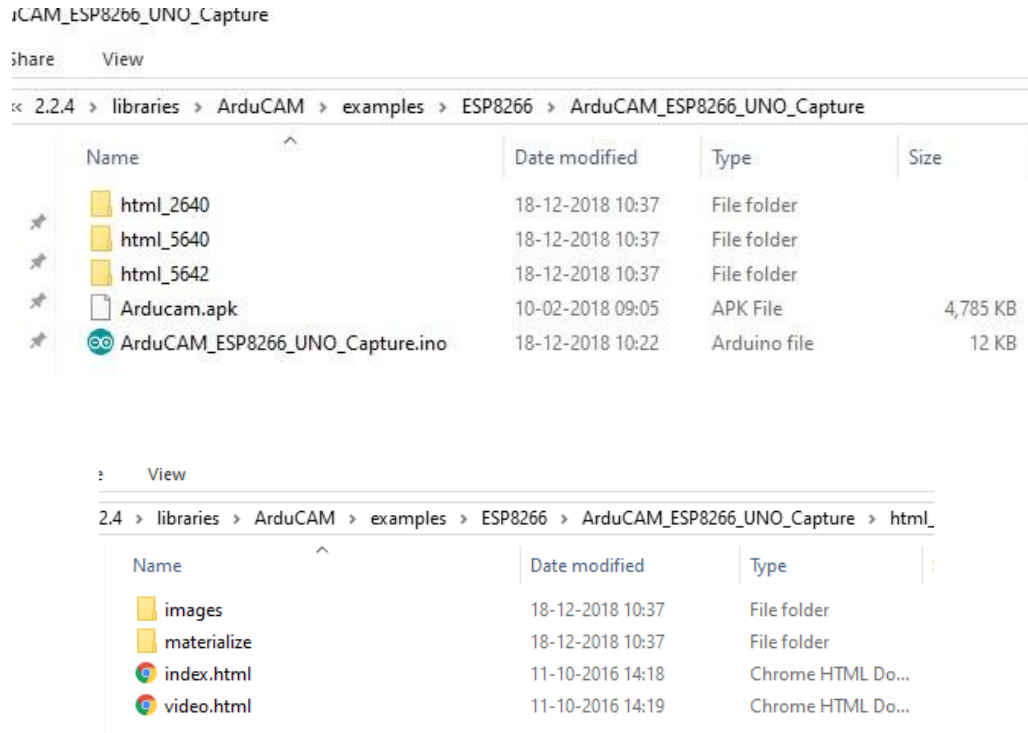 uCAM_ESP8266_UNO_Capture
Share View
« 2.2.4 > libraries > ArduCAM > examples > ESP8266 > ArduCAM_ESP8266_UNO_Capture
Name Date modified Type Size
html_2640 18-12-2018 10:37 File folder
html_5640 18-12-2018 10:37 File folder
html_5642 18-12-2018 10:37 File folder
Arducam.apk 10-02-2018 09:05 APK File 4,785 KB
ArduCAM_ESP8266_UNO_Capture.ino 18-12-2018 10:22 Arduino file 12 KB
View
2.4 > libraries > ArduCAM > examples > ESP8266 > ArduCAM_ESP8266_UNO_Capture > html_
Name Date modified Type
images 18-12-2018 10:37 File folder
materialize 18-12-2018 10:37 File folder
index.html 11-10-2016 14:18 Chrome HTML Do...
video.html 11-10-2016 14:19 Chrome HTML Do...